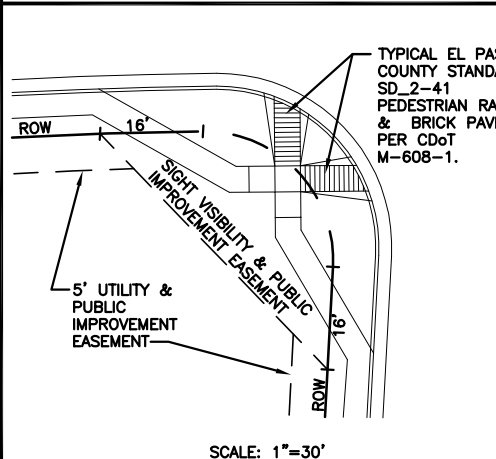 TYPICAL EL PAS
COUNTY STANDA
SD_2-41
PEDESTRIAN RA
& BRICK PAVE
PER CDoT
M-608-1.
ROW
16'
SIGHT VISIBILITY & PUBLIC
IMPROVEMENT EASEMENT
5' UTILITY &
PUBLIC
IMPROVEMENT
EASEMENT
16'
ROW
SCALE: 1"=30'